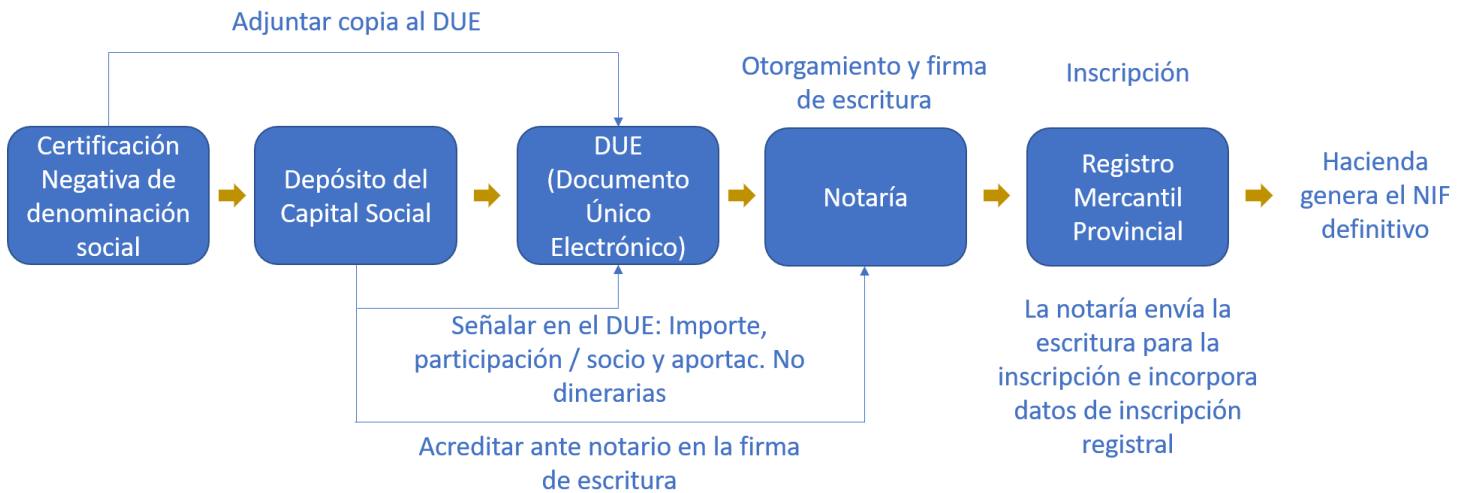 Adjuntar copia al DUE
Certificación
Negativa de
denominación
social
Depósito del
Capital Social
DUE
(Documento
Único
Electrónico)
Otorgamiento y firma
de escritura
Notaría
Inscripción
Registro
Mercantil
Provincial
Hacienda
genera el NIF
definitivo
Señalar en el DUE: Importe,
participación / socio y aportac. No
dinerarias
Acreditar ante notario en la firma
de escritura
La notaría envía la
escritura para la
inscripción e incorpora
datos de inscripción
registral